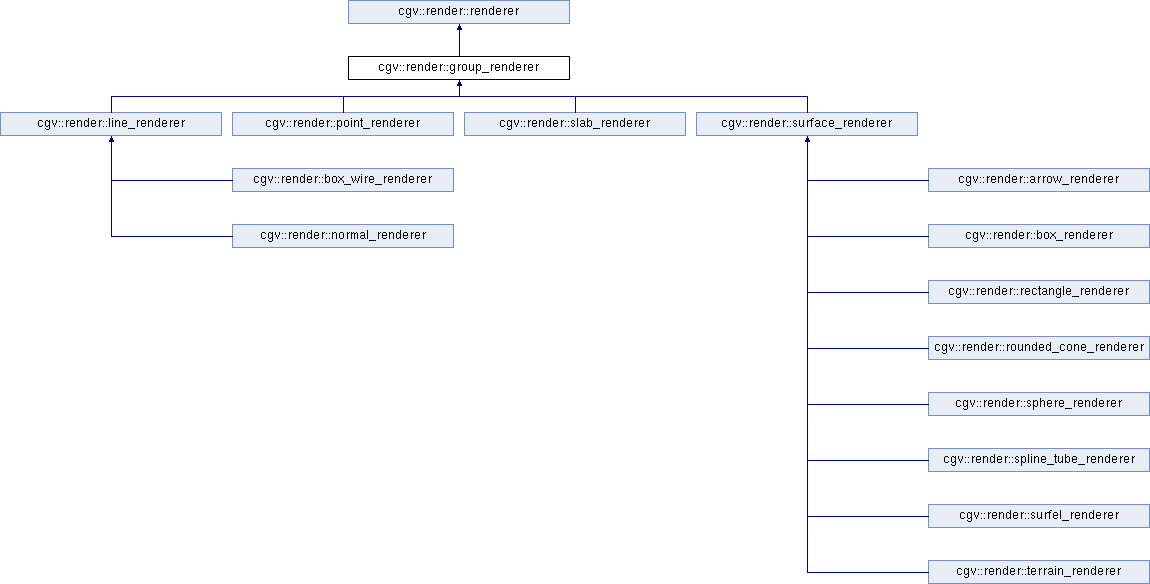 cgv::render::renderer
cgv::render::group_renderer
cgv::render::line_renderer
cgv::render::point_renderer
cgv::render::slab_renderer
cgv::render::surface_renderer
cgv::render::box_wire_renderer
cgv::render::arrow_renderer
cgv::render::normal_renderer
cgv::render::box_renderer
cgv::render::rectangle_renderer
cgv::render::rounded_cone_renderer
cgv::render::sphere_renderer
cgv::render::spline_tube_renderer
cgv::render::surfel_renderer
cgv::render::terrain_renderer